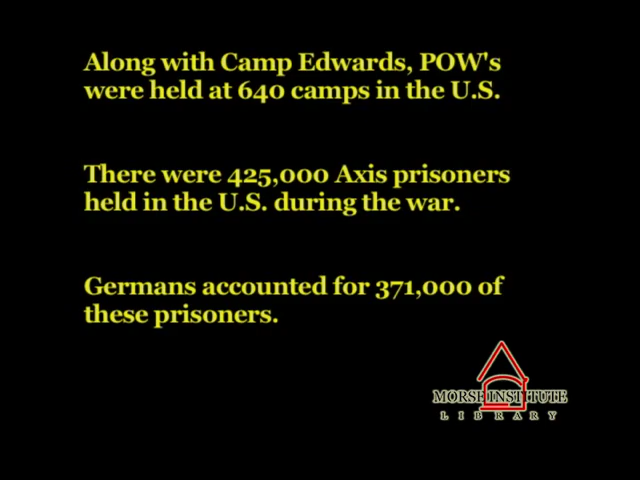 Along with Camp Edwards, POW's
were held at 640 camps in the U.S.
There were 425,000 Axis prisoners
held in the U.S. during the war.
Germans accounted for 371,000 of
these prisoners.
MORSE INSTITUTE
LIBRARY